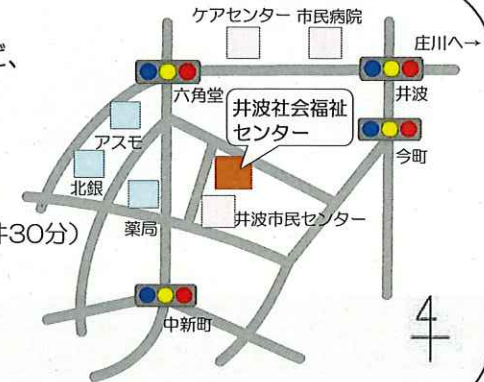 ケアセンター 市民病院
庄川へ→
六角堂
井波
井波社会福祉
センター
今町
アスモ
北銀
薬局
井波市民センター
30分)
中新町